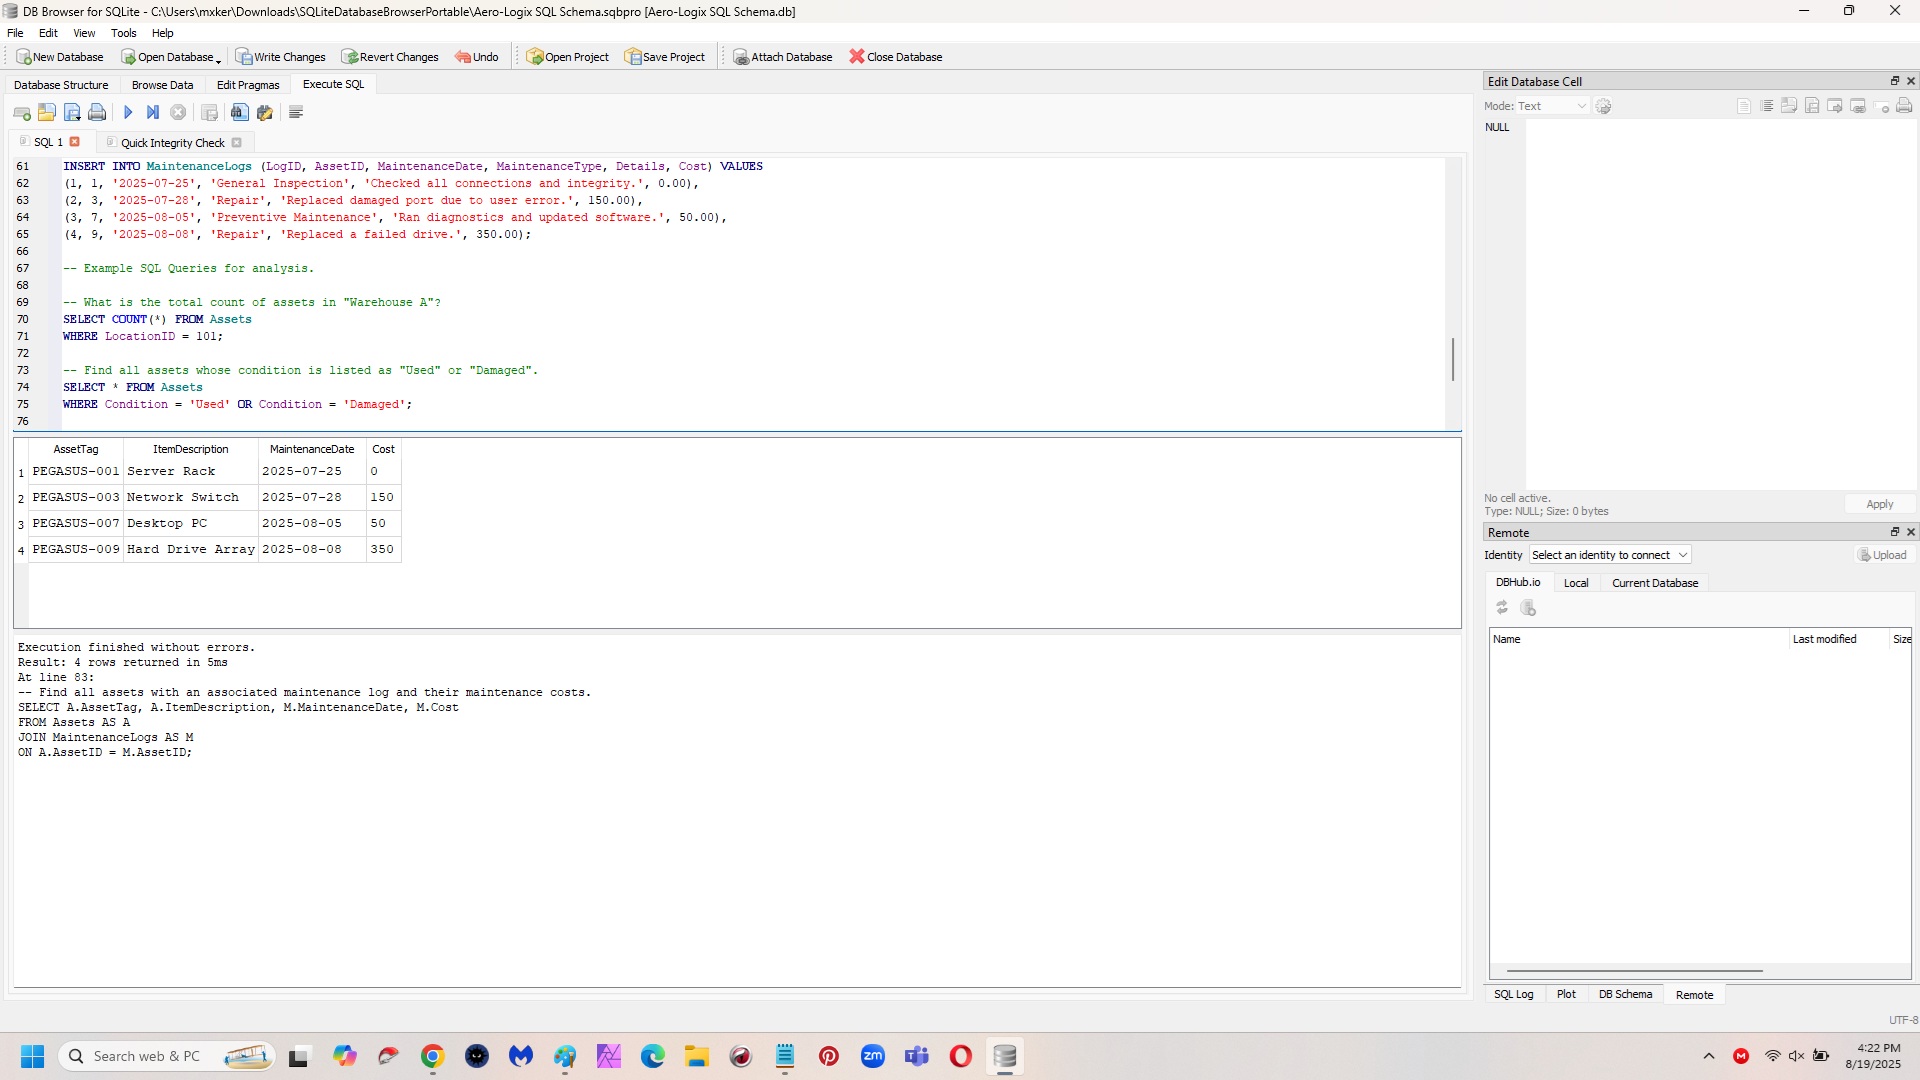 DB Browser for SQLite - C:\Users\mxker\Downloads\SQLiteDatabaseBrowserPortable\Aero-Logix SQL Schema.sqbpro [Aero-Logix SQL Schema.db]
File Edit View Tools Help
New Database Open Database Write Changes Revert Changes Undo Open Project Save Project Attach Database Close Database
Database Structure Browse Data Edit Pragmas Execute SQL
SQL 1 Quick Integrity Check
61 INSERT INTO MaintenanceLogs (LogID, AssetID, MaintenanceDate, MaintenanceType, Details, Cost) VALUES
62 (1, 1, '2025-07-25', 'General Inspection', 'Checked all connections and integrity.', 0.00),
63 (2, 3, '2025-07-28', 'Repair', 'Replaced damaged port due to user error.', 150.00),
64 (3, 7, '2025-08-05', 'Preventive Maintenance', 'Ran diagnostics and updated software.', 50.00),
65 (4, 9, '2025-08-08', 'Repair', 'Replaced a failed drive.', 350.00);
66
67 -- Example SQL Queries for analysis.
68
69 -- What is the total count of assets in "Warehouse A"?
70 SELECT COUNT(*) FROM Assets
71 WHERE LocationID = 101;
72
73 -- Find all assets whose condition is listed as "Used" or "Damaged".
74 SELECT * FROM Assets
75 WHERE Condition = 'Used' OR Condition = 'Damaged';
76
AssetTag ItemDescription MaintenanceDate Cost
1 PEGASUS-001 Server Rack 2025-07-25 0
2 PEGASUS-003 Network Switch 2025-07-28 150
3 PEGASUS-007 Desktop PC 2025-08-05 50
4 PEGASUS-009 Hard Drive Array 2025-08-08 350
Execution finished without errors.
Result: 4 rows returned in 5ms
At line 83:
-- Find all assets with an associated maintenance log and their maintenance costs.
SELECT A.AssetTag, A.ItemDescription, M.MaintenanceDate, M.Cost
FROM Assets AS A
JOIN MaintenanceLogs AS M
ON A.AssetID = M.AssetID;
Edit Database Cell
Mode: Text
NULL
No cell active.
Type: NULL; Size: 0 bytes
Apply
Remote
Identity Select an identity to connect Upload
DBHub.io Local Current Database
Name Last modified Size
SQL Log Plot DB Schema Remote
UTF-8
Search web & PC
zm
4:22 PM
8/19/2025